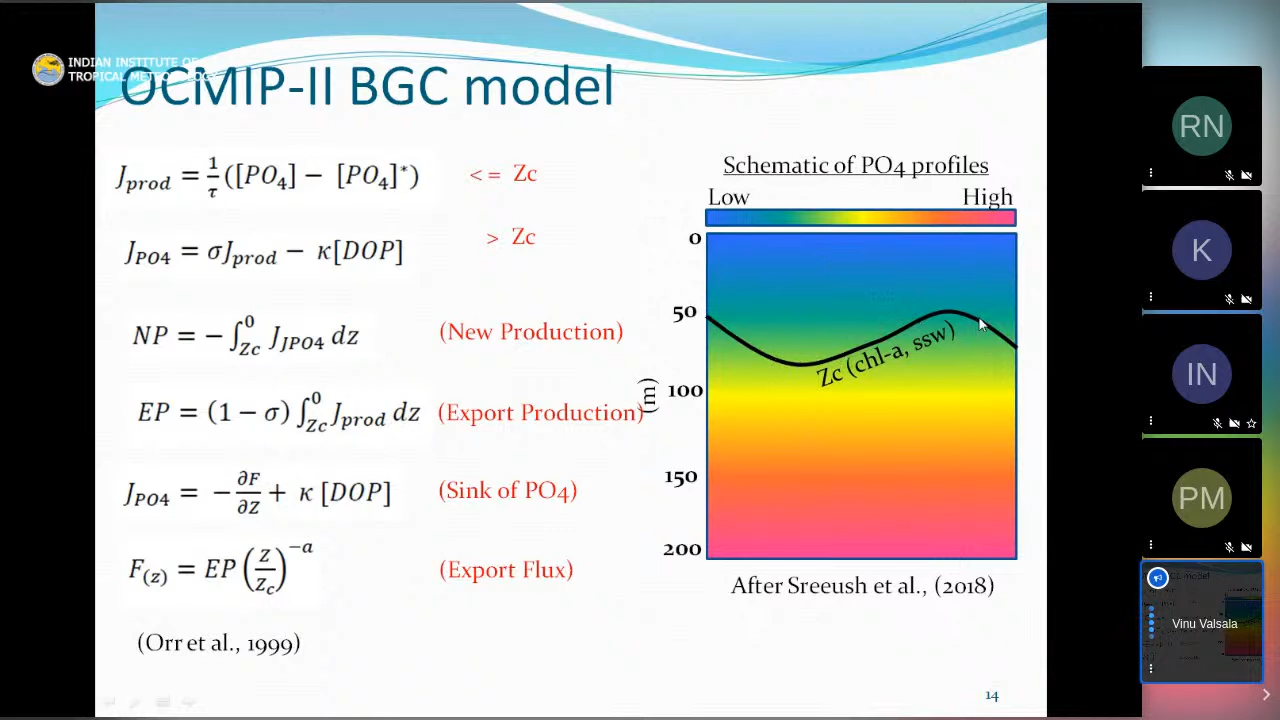 INDIAN INSTITUTE OF
TROPICAL METEOROLOGY
OCMIP-II BGC model
J_prod = 1/τ ([PO4] − [PO4]*) <= Zc
J_PO4 = σJ_prod − κ[DOP] > Zc
NP = −∫_Zc^0 J_JPO4 dz (New Production)
EP = (1 − σ) ∫_Zc^0 J_prod dz (Export Production)
J_PO4 = −∂F/∂Z + κ [DOP] (Sink of PO4)
F_(z) = EP (Z/Zc)^−a (Export Flux)
(Orr et al., 1999)
Schematic of PO4 profiles
Low High
0
50
100
150
200
(m)
Zc (chl-a, ssw)
After Sreeush et al., (2018)
14
RN
K
IN
PM
Vinu Valsala